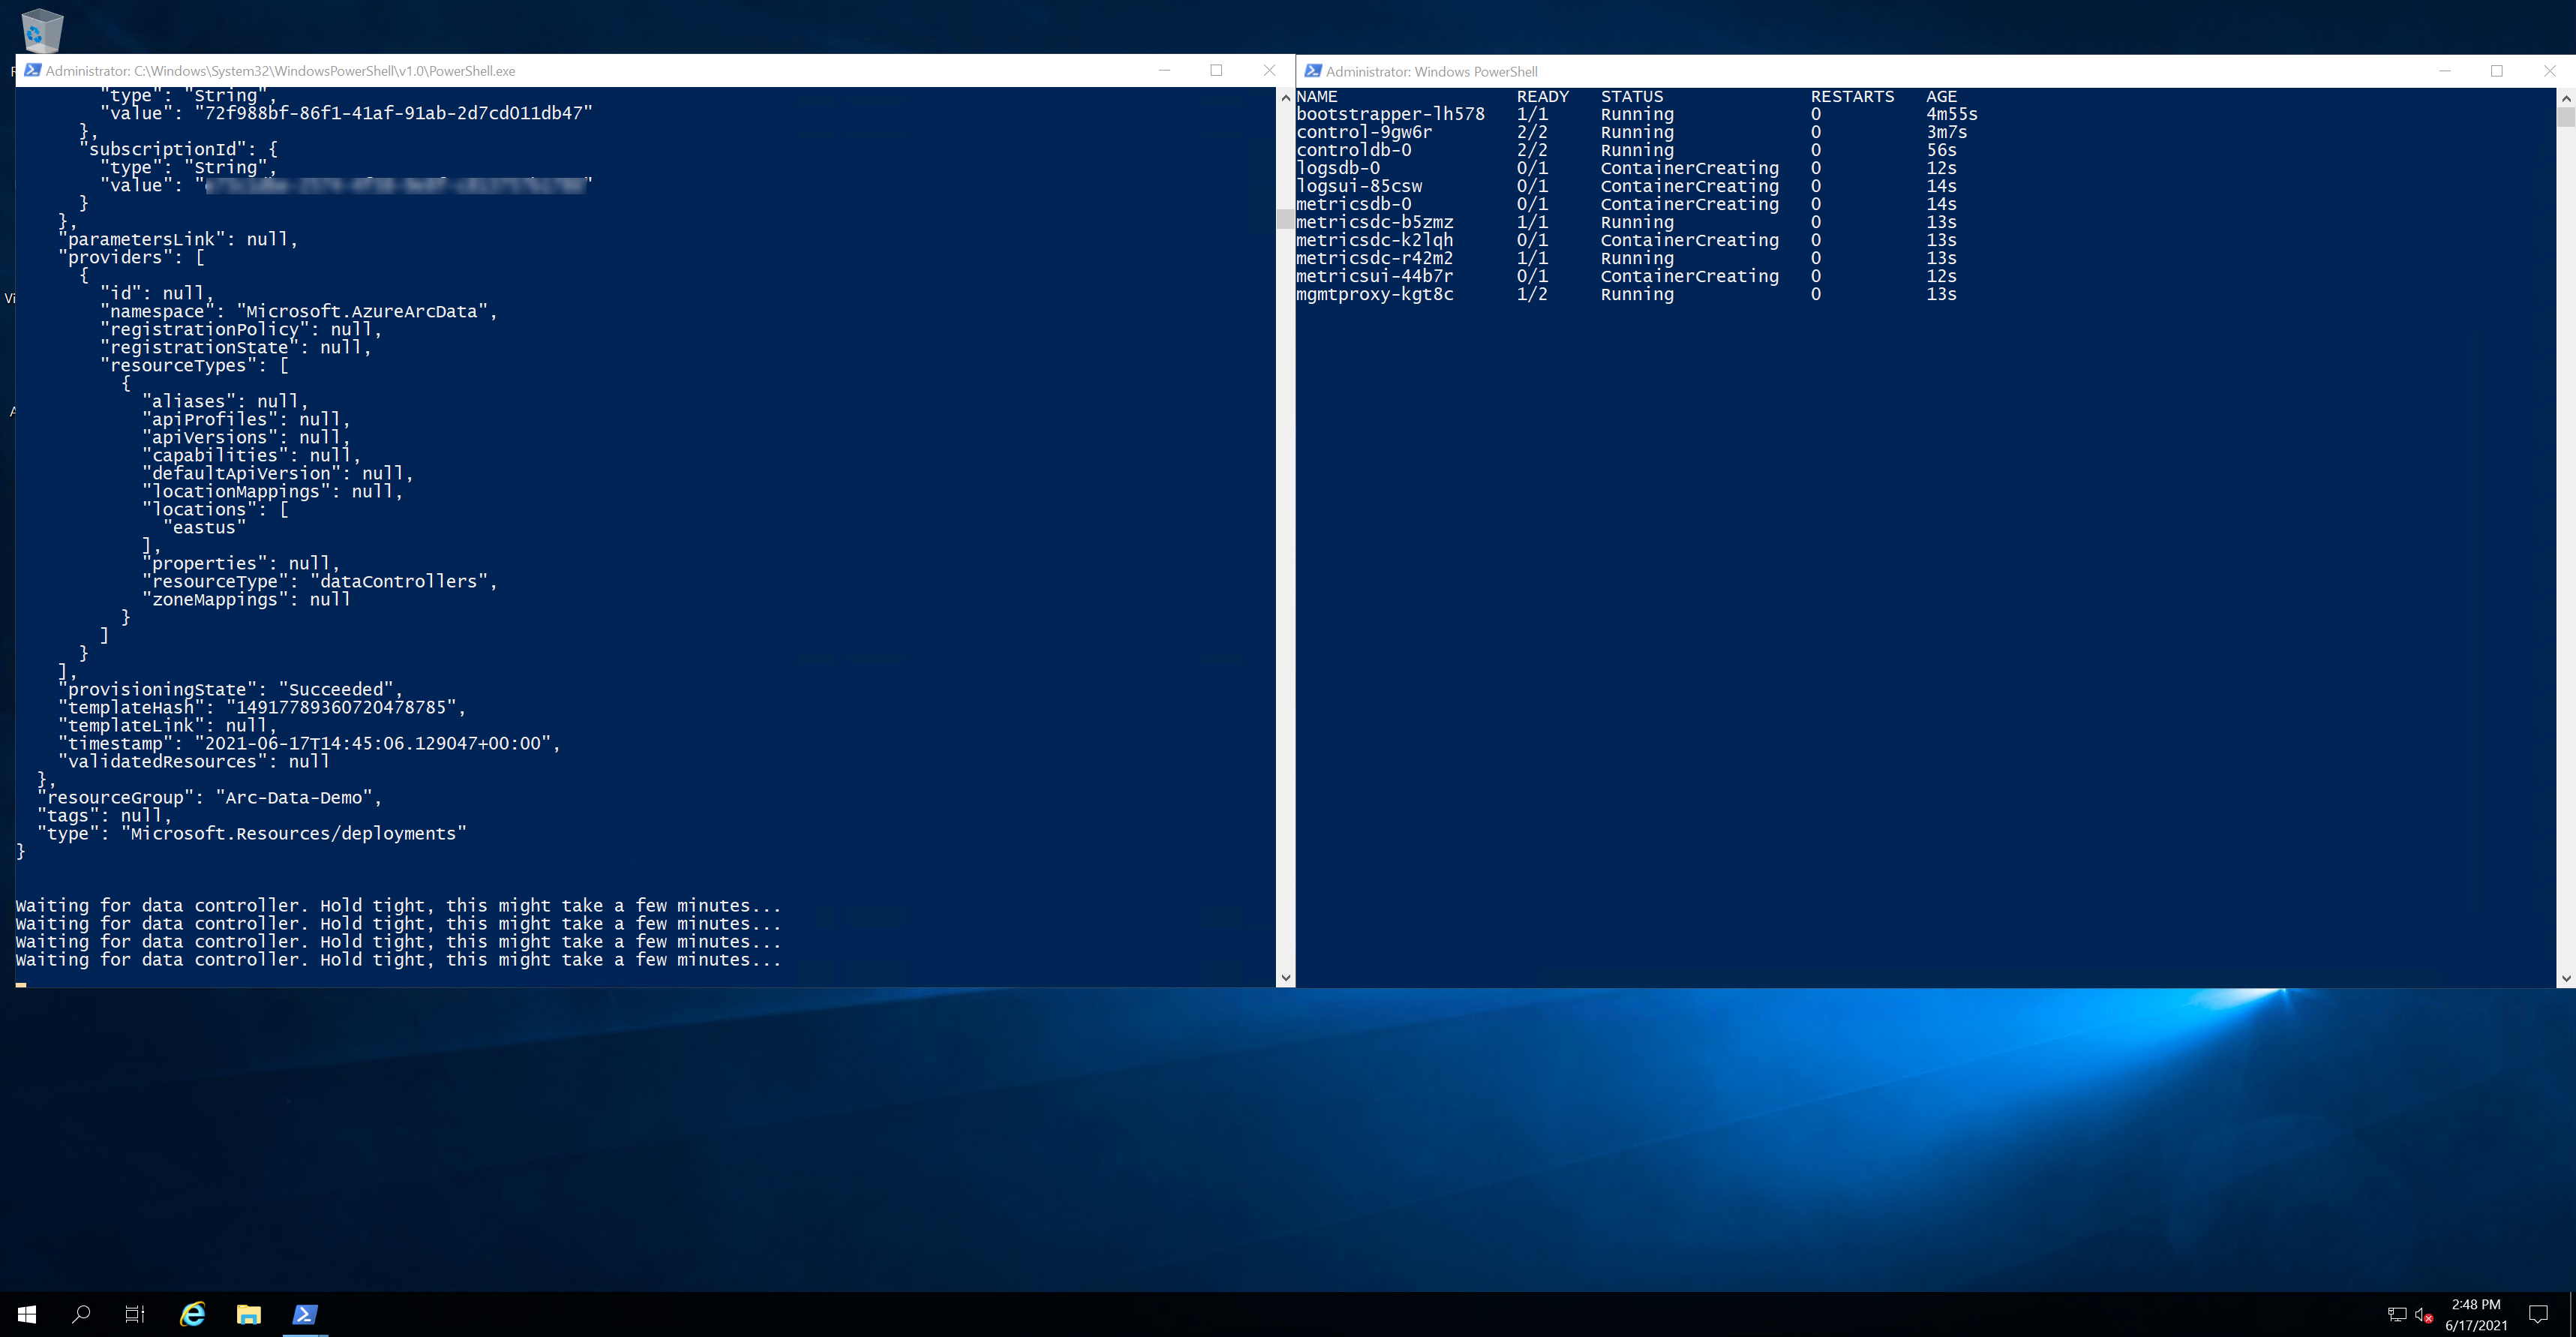 Administrator: C:\Windows\System32\WindowsPowerShell\v1.0\PowerShell.exe
"type": "String",
"value": "72f988bf-86f1-41af-91ab-2d7cd011db47"
},
"subscriptionId": {
"type": "String",
"value": " "
}
},
"parametersLink": null,
"providers": [
{
"id": null,
"namespace": "Microsoft.AzureArcData",
"registrationPolicy": null,
"registrationState": null,
"resourceTypes": [
{
"aliases": null,
"apiProfiles": null,
"apiVersions": null,
"capabilities": null,
"defaultApiVersion": null,
"locationMappings": null,
"locations": [
"eastus"
],
"properties": null,
"resourceType": "dataControllers",
"zoneMappings": null
}
]
}
],
"provisioningState": "Succeeded",
"templateHash": "14917789360720478785",
"templateLink": null,
"timestamp": "2021-06-17T14:45:06.129047+00:00",
"validatedResources": null
},
"resourceGroup": "Arc-Data-Demo",
"tags": null,
"type": "Microsoft.Resources/deployments"
}
Waiting for data controller. Hold tight, this might take a few minutes...
Waiting for data controller. Hold tight, this might take a few minutes...
Waiting for data controller. Hold tight, this might take a few minutes...
Waiting for data controller. Hold tight, this might take a few minutes...
Administrator: Windows PowerShell
NAME READY STATUS RESTARTS AGE
bootstrapper-lh578 1/1 Running 0 4m55s
control-9gw6r 2/2 Running 0 3m7s
controldb-0 2/2 Running 0 56s
logsdb-0 0/1 ContainerCreating 0 12s
logsui-85csw 0/1 ContainerCreating 0 14s
metricsdb-0 0/1 ContainerCreating 0 14s
metricsdc-b5zmz 1/1 Running 0 13s
metricsdc-k2lqh 0/1 ContainerCreating 0 13s
metricsdc-r42m2 1/1 Running 0 13s
metricsui-44b7r 0/1 ContainerCreating 0 12s
mgmtproxy-kgt8c 1/2 Running 0 13s
Vi
A
2:48 PM
6/17/2021